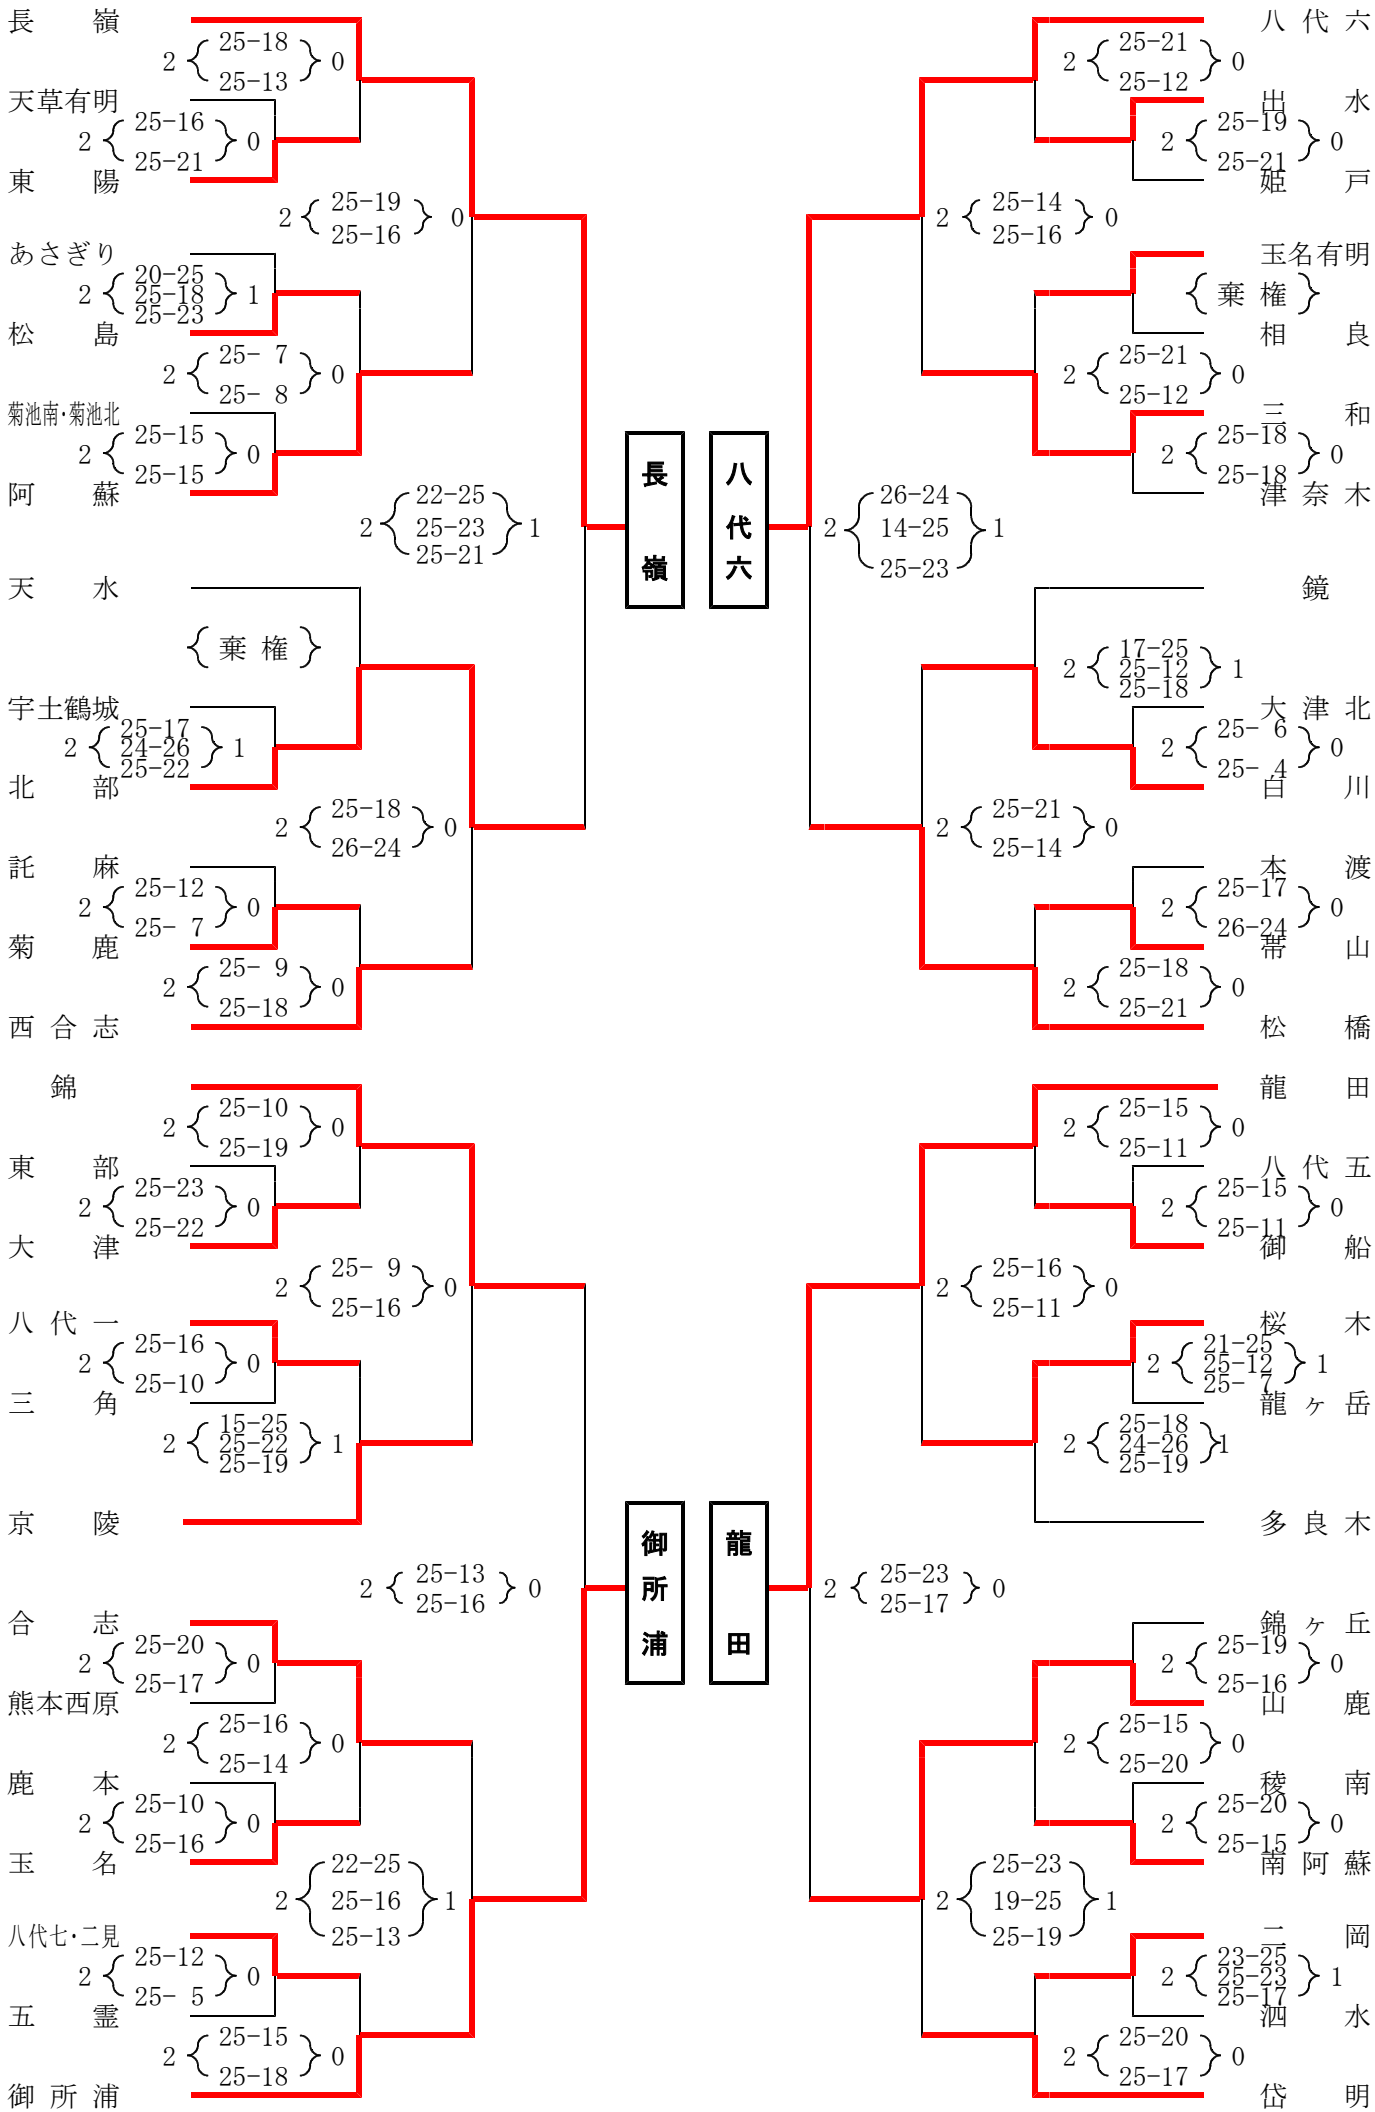 長嶺
25-18
2 0
25-13
天草有明
25-16
2 0
25-21
東陽
25-19
2 0
25-16
あさぎり
20-25
2 25-18 1
25-23
松島
25- 7
2 0
25- 8
菊池南・菊池北
25-15
2 0
25-15
阿蘇
22-25
2 25-23 1
25-21
長嶺
天水
棄権
宇土鶴城
25-17
2 24-26 1
25-22
北部
25-18
2 0
26-24
託麻
25-12
2 0
25- 7
菊鹿
25- 9
2 0
25-18
西合志
八代六
25-21
2 0
25-12
出水
25-19
2 0
25-21
姫戸
25-14
2 0
25-16
玉名有明
棄権
相良
25-21
2 0
25-12
三和
25-18
2 0
25-18
津奈木
八代六
26-24
2 14-25 1
25-23
鏡
17-25
2 25-12 1
25-18
大津北
25- 6
2 0
25- 4
白川
25-21
2 0
25-14
本渡
25-17
2 0
26-24
帯山
25-18
2 0
25-21
松橋
錦
25-10
2 0
25-19
東部
25-23
2 0
25-22
大津
25- 9
2 0
25-16
八代一
25-16
2 0
25-10
三角
15-25
2 25-22 1
25-19
京陵
25-13
2 0
25-16
御所浦
合志
25-20
2 0
25-17
熊本西原
25-16
2 0
25-14
鹿本
25-10
2 0
25-16
玉名
22-25
2 25-16 1
25-13
八代七・二見
25-12
2 0
25- 5
五霊
25-15
2 0
25-18
御所浦
龍田
25-15
2 0
25-11
八代五
25-15
2 0
25-11
御船
25-16
2 0
25-11
桜木
21-25
2 25-12 1
25- 7
龍ヶ岳
25-18
2 24-26 1
25-19
多良木
龍田
25-23
2 0
25-17
錦ヶ丘
25-19
2 0
25-16
山鹿
25-15
2 0
25-20
稜南
25-20
2 0
25-15
南阿蘇
25-23
2 19-25 1
25-19
二岡
23-25
2 25-23 1
25-17
泗水
25-20
2 0
25-17
岱明